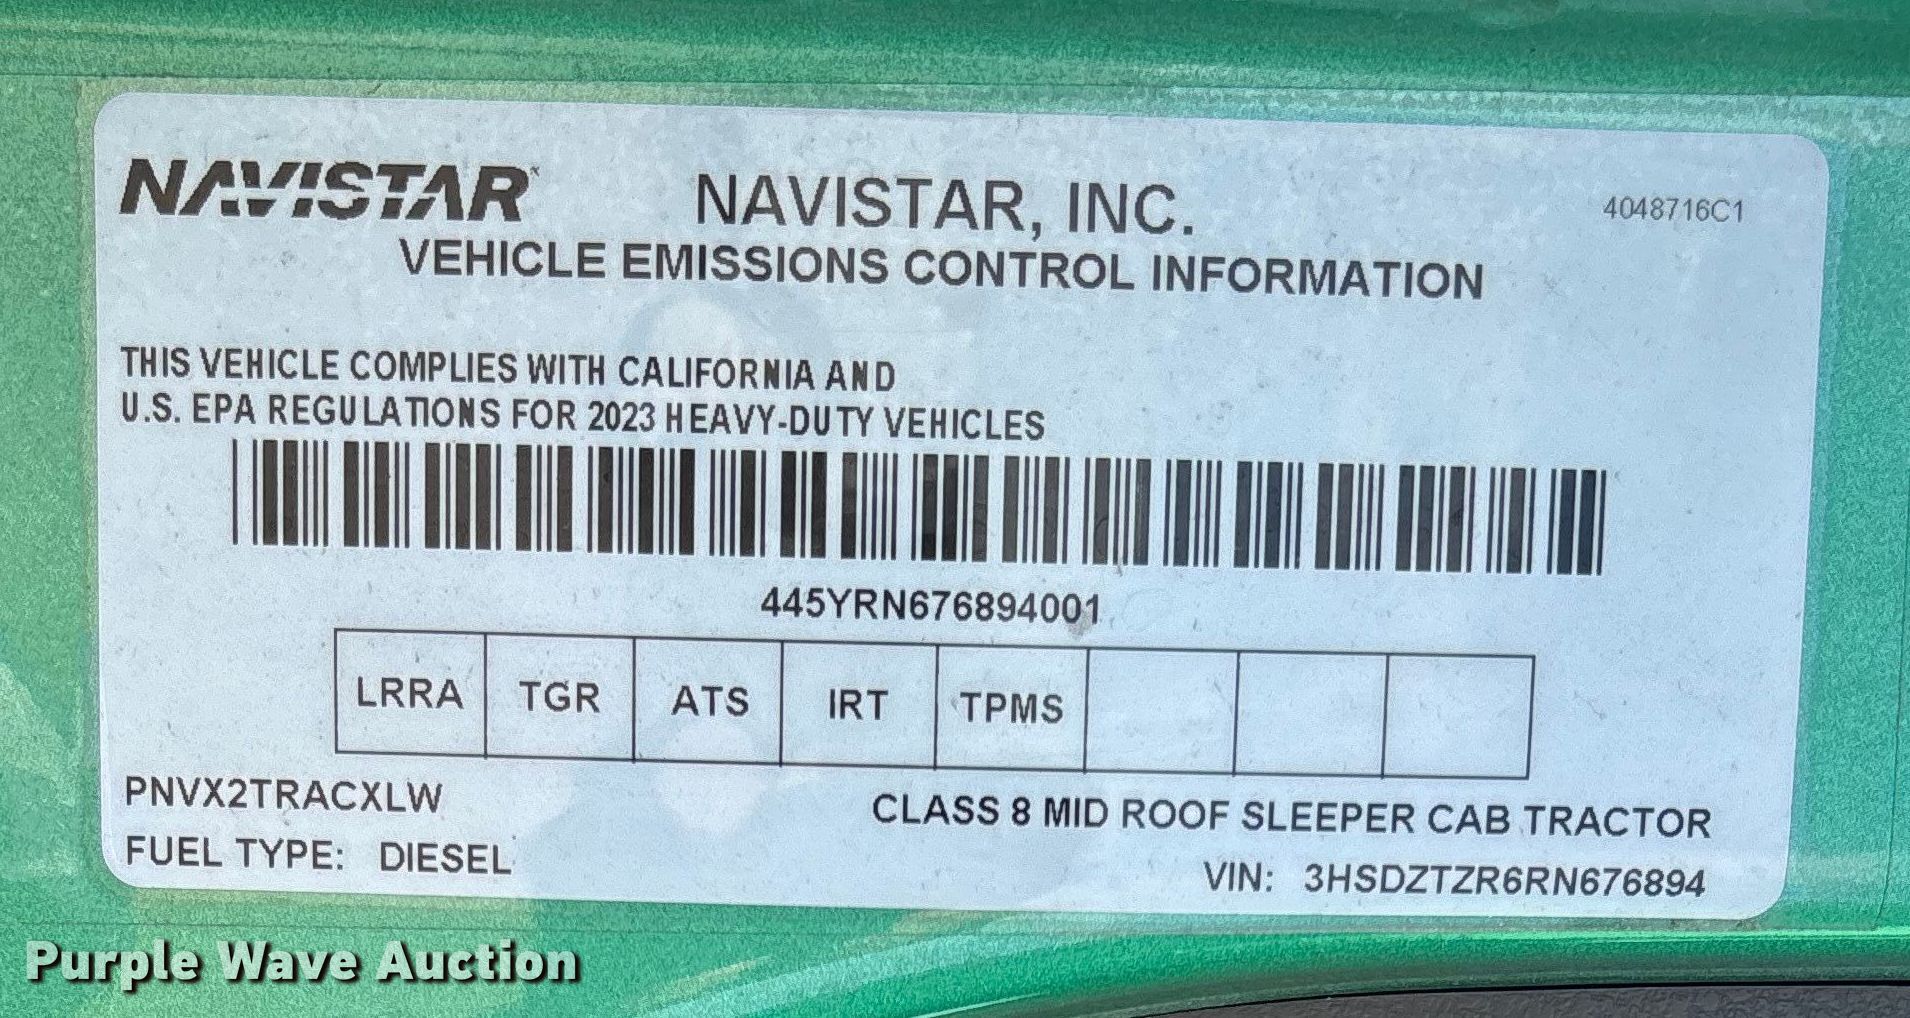 NAVISTAR
NAVISTAR, INC.
4048716C1
VEHICLE EMISSIONS CONTROL INFORMATION
THIS VEHICLE COMPLIES WITH CALIFORNIA AND
U.S. EPA REGULATIONS FOR 2023 HEAVY-DUTY VEHICLES
445YRN676894001
LRRA TGR ATS IRT TPMS
PNVX2TRACXLW
CLASS 8 MID ROOF SLEEPER CAB TRACTOR
FUEL TYPE: DIESEL
VIN: 3HSDZTZR6RN676894
Purple Wave Auction